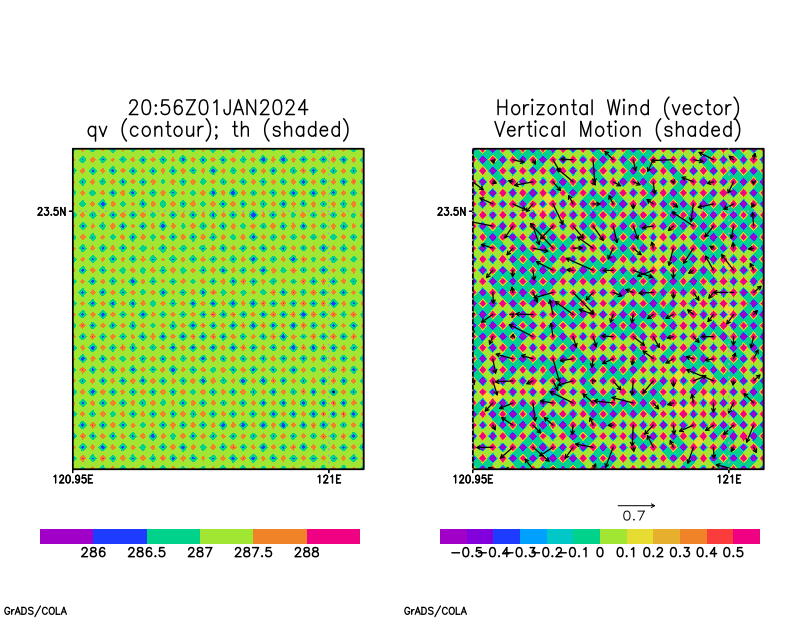 20:56Z01JAN2024
qv (contour); th (shaded)
23.5N
120.95E 121E
286 286.5 287 287.5 288
GrADS/COLA
Horizontal Wind (vector)
Vertical Motion (shaded)
23.5N
120.95E 121E
0.7
-0.5 -0.4 -0.3 -0.2 -0.1 0 0.1 0.2 0.3 0.4 0.5
GrADS/COLA